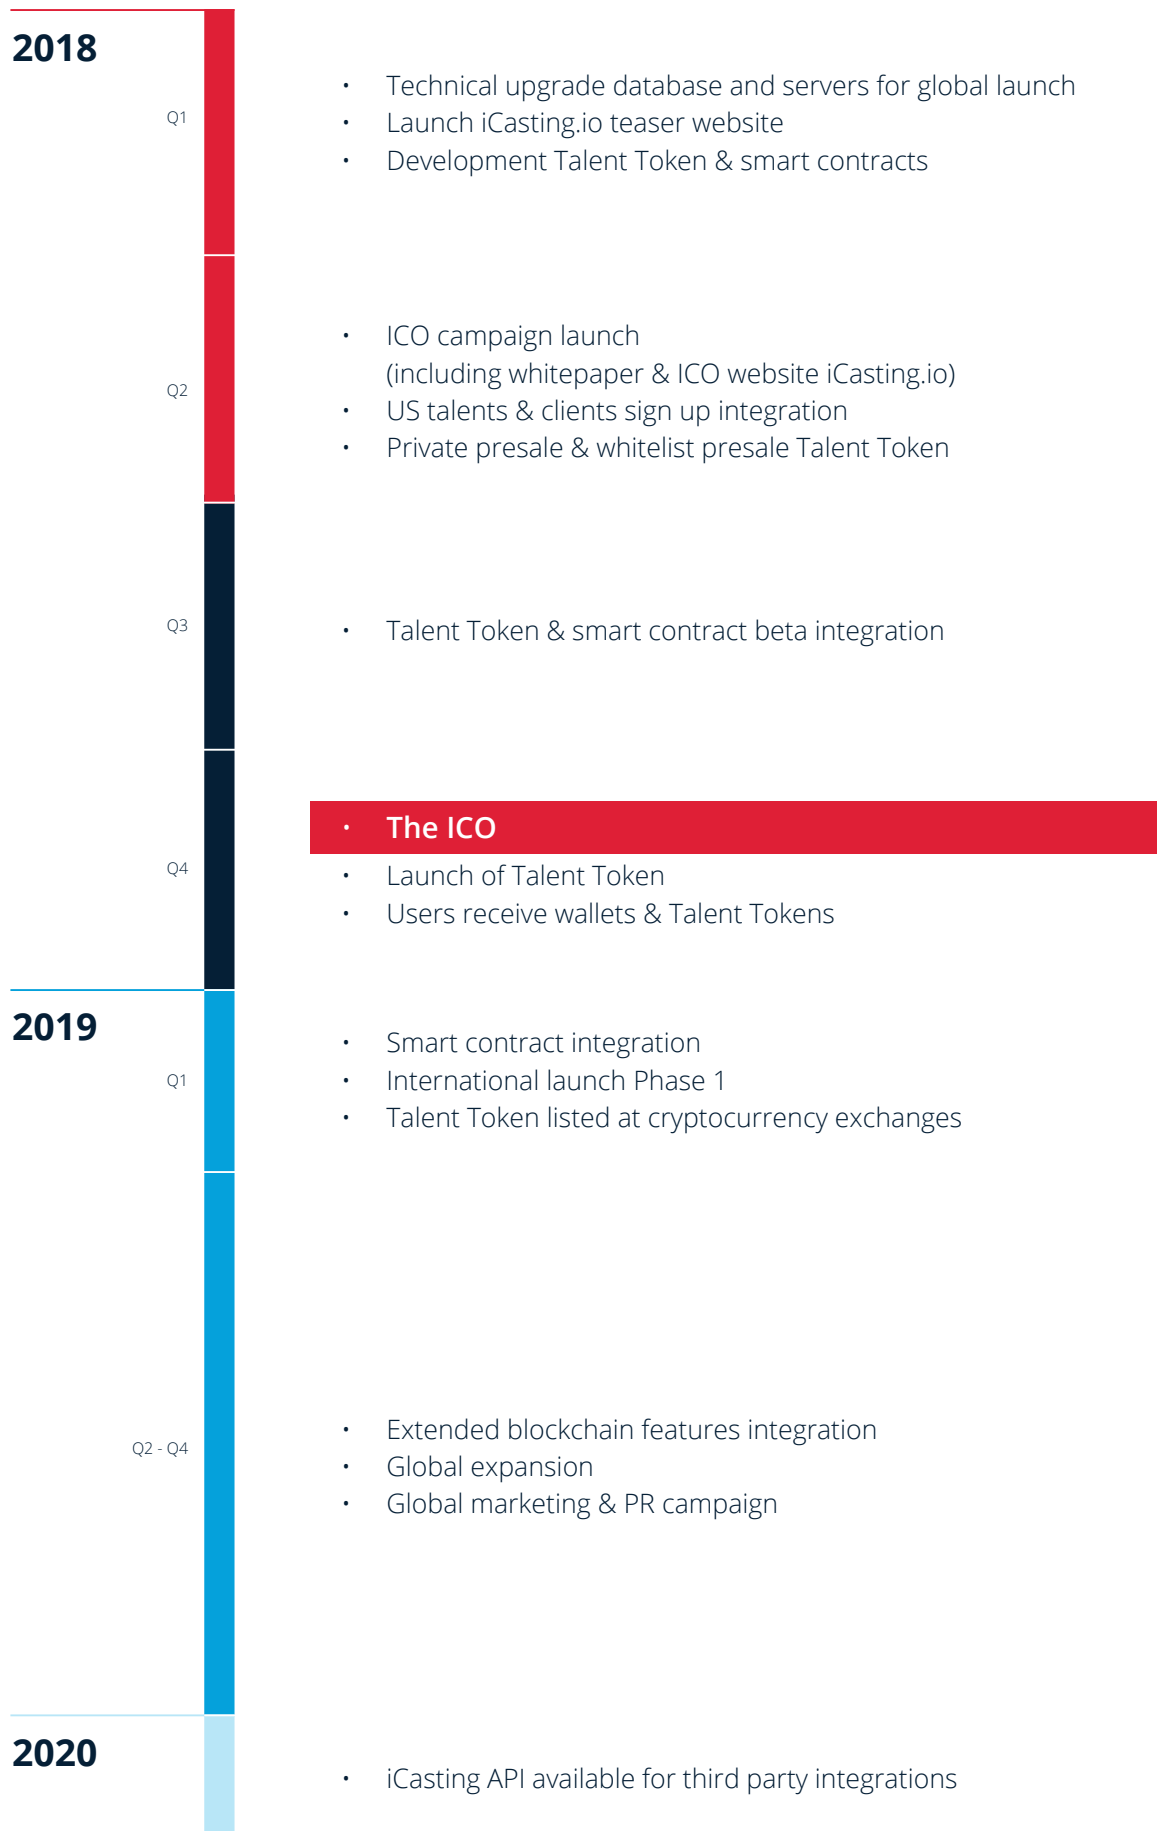 2018
Q1
• Technical upgrade database and servers for global launch
• Launch iCasting.io teaser website
• Development Talent Token & smart contracts
Q2
• ICO campaign launch
(including whitepaper & ICO website iCasting.io)
• US talents & clients sign up integration
• Private presale & whitelist presale Talent Token
Q3
• Talent Token & smart contract beta integration
Q4
• The ICO
• Launch of Talent Token
• Users receive wallets & Talent Tokens
2019
Q1
• Smart contract integration
• International launch Phase 1
• Talent Token listed at cryptocurrency exchanges
Q2 - Q4
• Extended blockchain features integration
• Global expansion
• Global marketing & PR campaign
2020
• iCasting API available for third party integrations